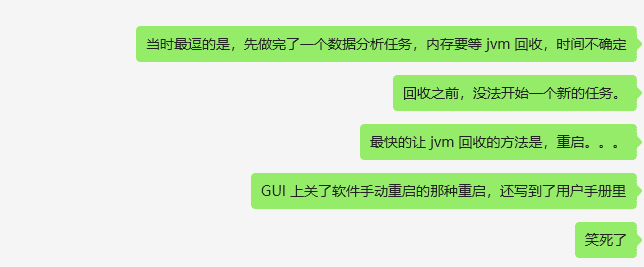 当时最逗的是，先做完了一个数据分析任务，内存要等 jvm 回收，时间不确定
回收之前，没法开始一个新的任务。
最快的让 jvm 回收的方法是，重启。。。
GUI 上关了软件手动重启的那种重启，还写到了用户手册里
笑死了